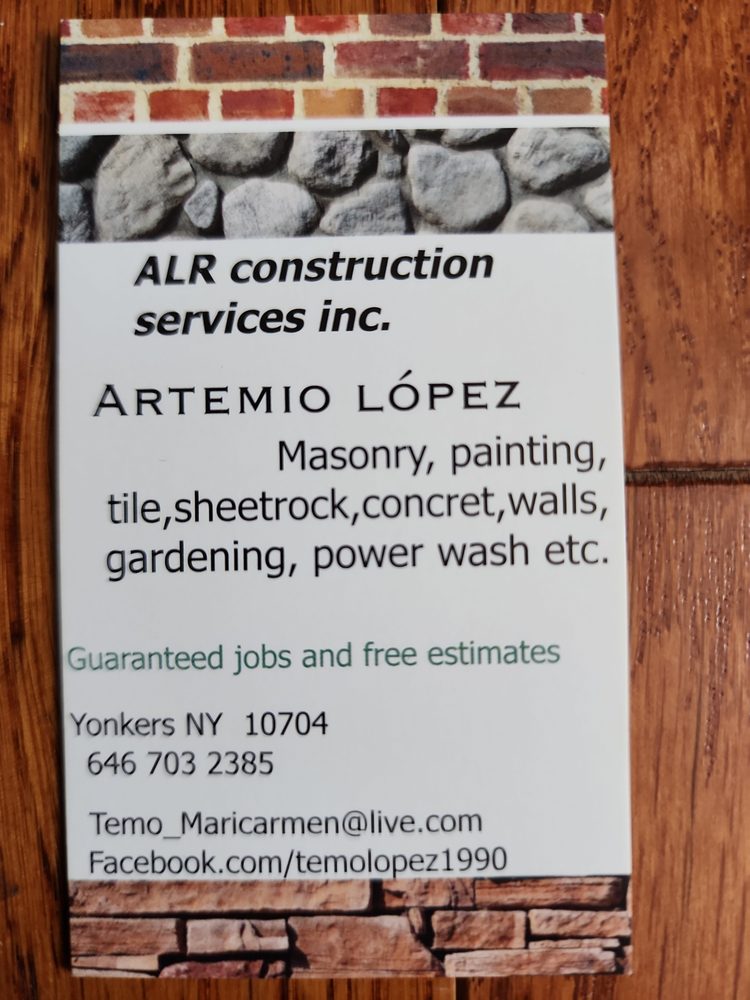 ALR construction
services inc.
ARTEMIO LÓPEZ
Masonry, painting,
tile,sheetrock,concret,walls,
gardening, power wash etc.
Guaranteed jobs and free estimates
Yonkers NY  10704
646 703 2385
Temo_Maricarmen@live.com
Facebook.com/temolopez1990